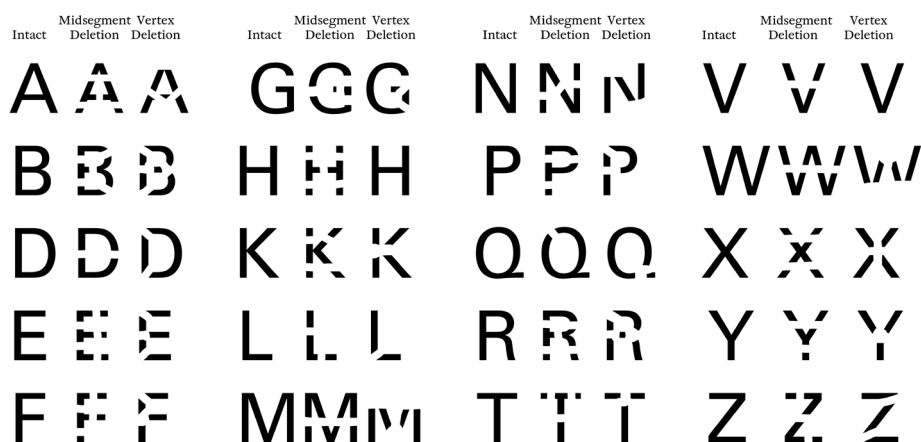 Intact Midsegment Deletion Vertex Deletion Intact Midsegment Deletion Vertex Deletion Intact Midsegment Deletion Vertex Deletion Intact Midsegment Deletion Vertex Deletion
A A A G G G N N N V V V
B B B H H H P P P W W W
D D D K K K Q Q Q X X X
E E E L L L R R R Y Y Y
F F F M M M T T T Z Z Z